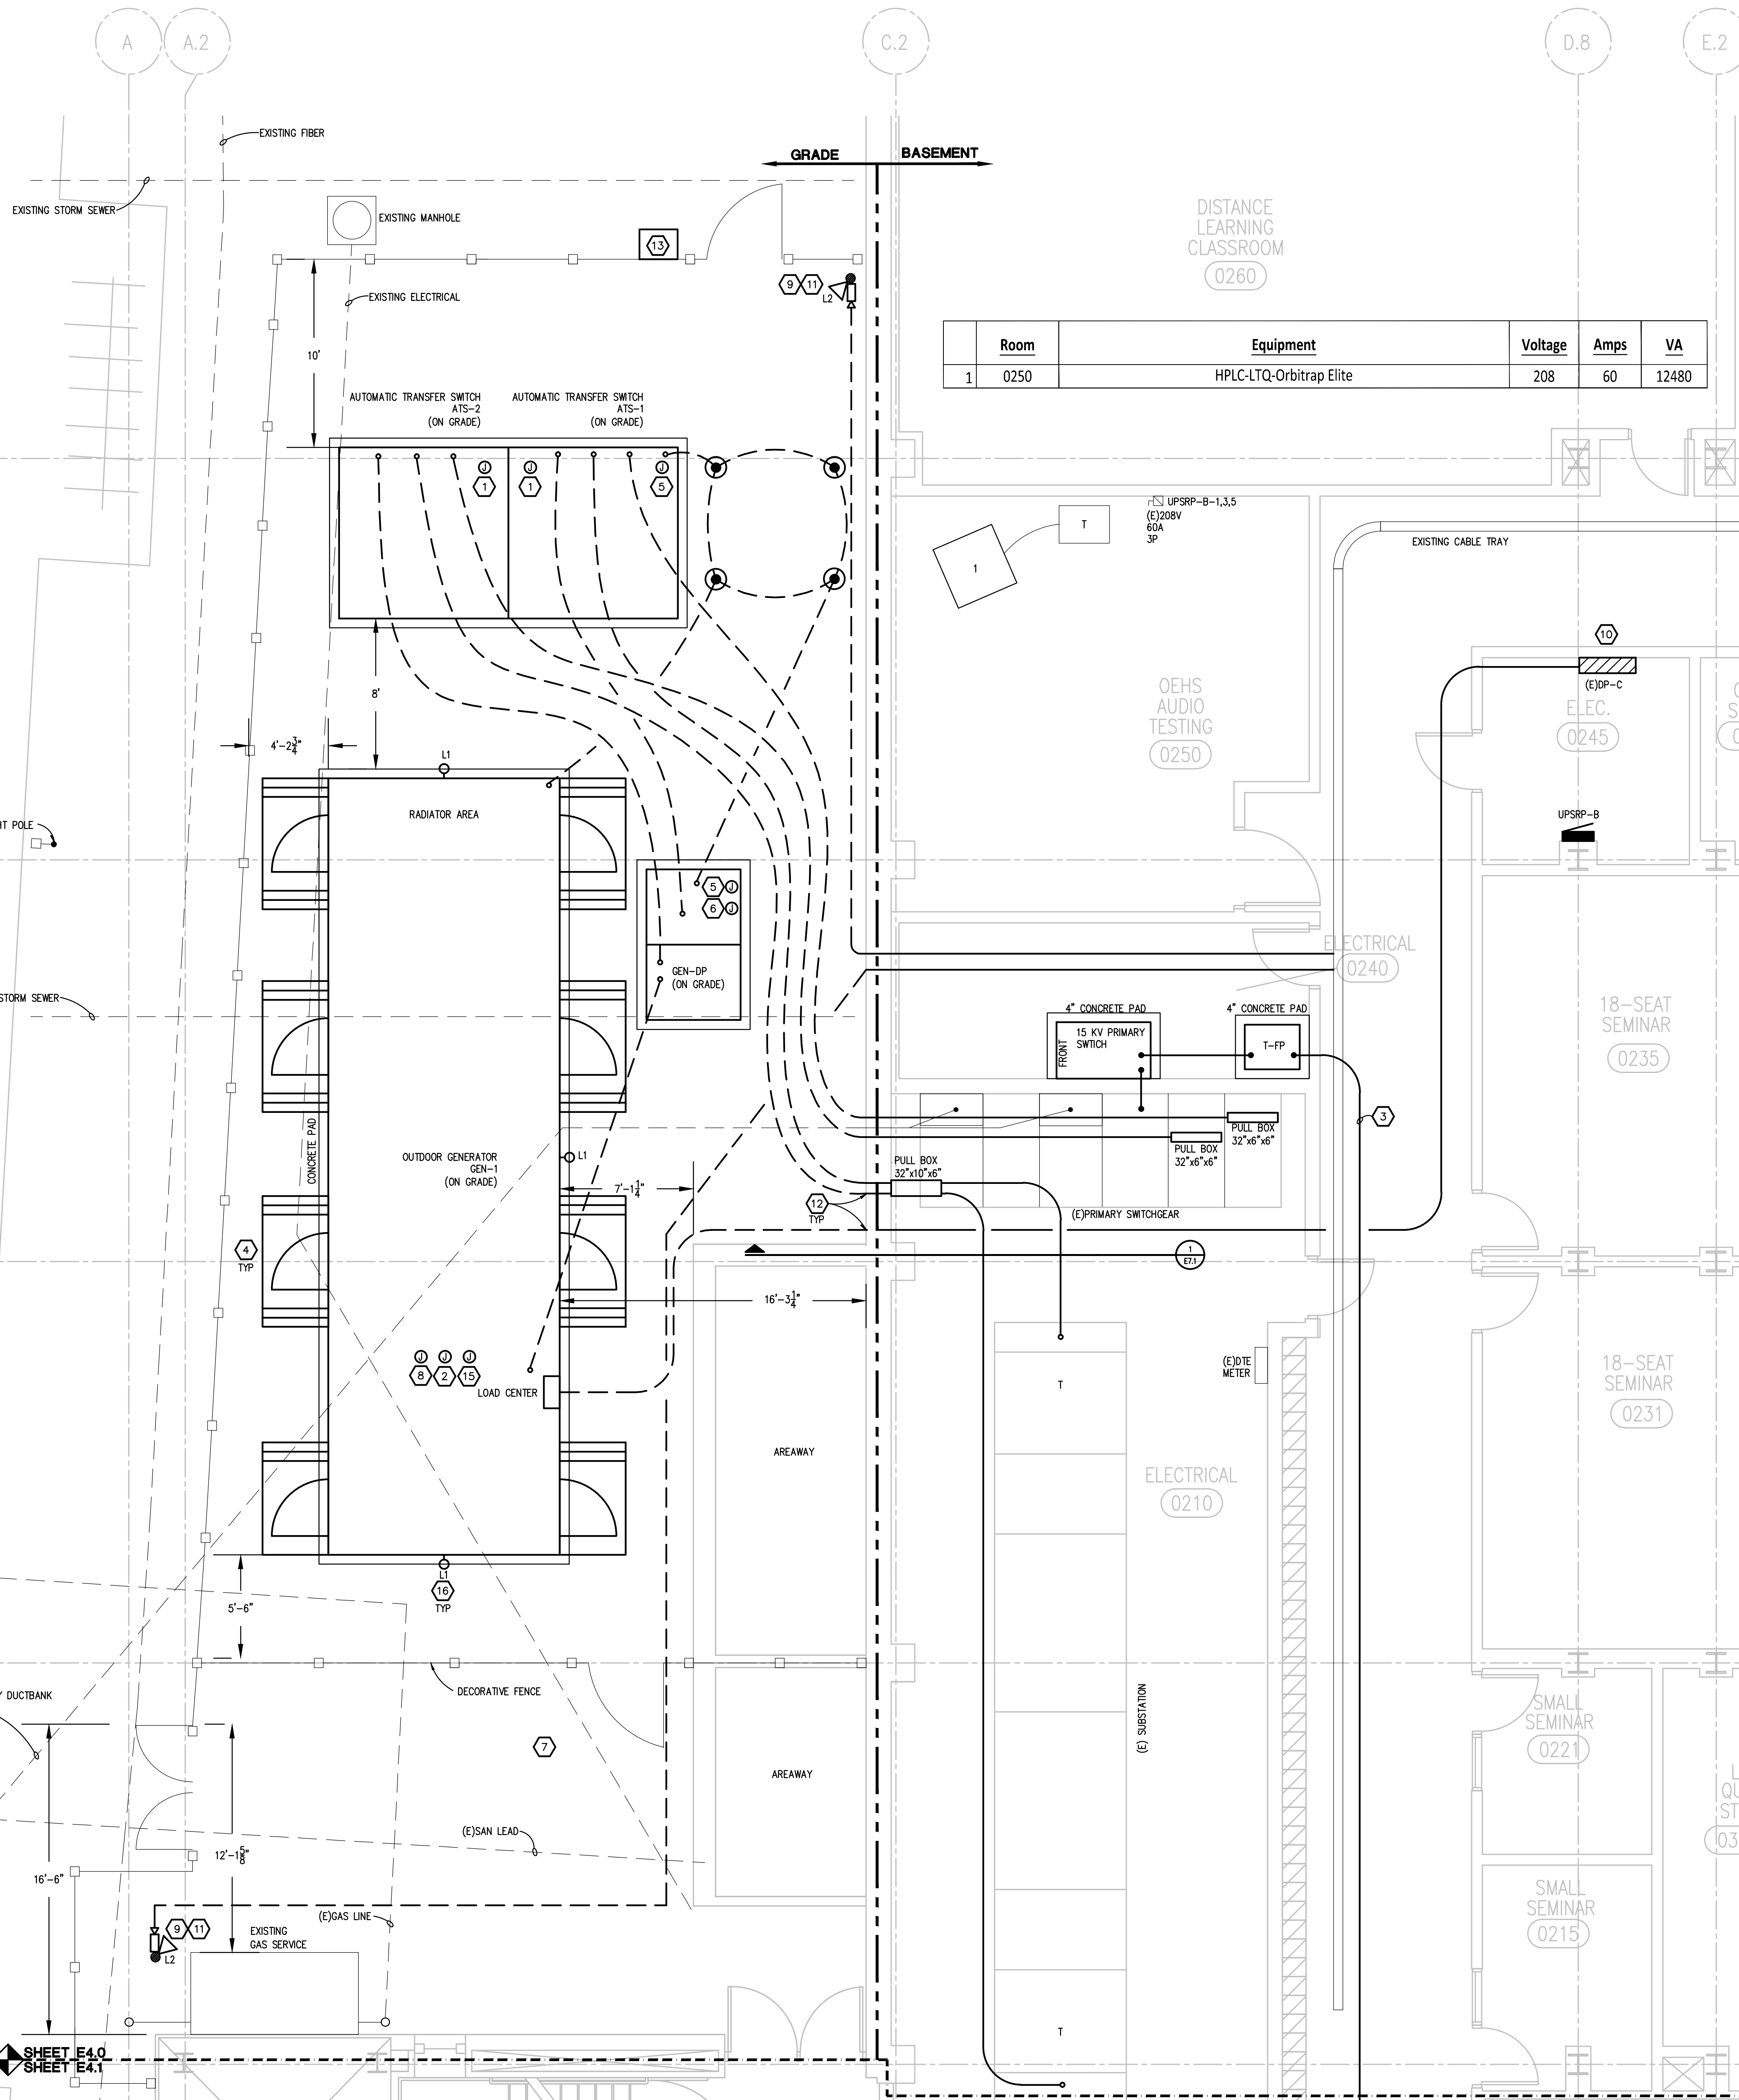 A
A.2
C.2
D.8
E.2
EXISTING FIBER
GRADE
BASEMENT
EXISTING STORM SEWER
EXISTING MANHOLE
13
DISTANCE
LEARNING
CLASSROOM
0260
EXISTING ELECTRICAL
9
11
L2
10'
Room Equipment Voltage Amps VA
1 0250 HPLC-LTQ-Orbitrap Elite 208 60 12480
AUTOMATIC TRANSFER SWITCH
ATS-2
(ON GRADE)
AUTOMATIC TRANSFER SWITCH
ATS-1
(ON GRADE)
J
1
J
1
J
5
UPSRP-B-1,3,5
(E)208V
60A
3P
T
1
EXISTING CABLE TRAY
10
(E)DP-C
ELEC.
0245
8'
OEHS
AUDIO
TESTING
0250
4'-2 3/4"
L1
RADIATOR AREA
HT POLE
UPSRP-B
5
J
6
J
GEN-DP
(ON GRADE)
ELECTRICAL
0240
STORM SEWER
18-SEAT
SEMINAR
0235
4" CONCRETE PAD
15 KV PRIMARY
SWTICH
FRONT
4" CONCRETE PAD
T-FP
3
PULL BOX
32"x6"x6"
PULL BOX
32"x6"x6"
PULL BOX
32"x10"x6"
CONCRETE PAD
OUTDOOR GENERATOR
GEN-1
(ON GRADE)
L1
7'-1 1/4"
12
TYP
(E)PRIMARY SWITCHGEAR
4
TYP
1
E7.1
16'-3 1/4"
(E)DTE
METER
18-SEAT
SEMINAR
0231
J
J
J
8
2
15
LOAD CENTER
T
AREAWAY
ELECTRICAL
0210
L1
16
TYP
5'-6"
DECORATIVE FENCE
Y DUCTBANK
(E) SUBSTATION
SMALL
SEMINAR
0221
7
AREAWAY
(E)SAN LEAD
12'-1 5/8"
16'-6"
SMALL
SEMINAR
0215
(E)GAS LINE
9
11
L2
EXISTING
GAS SERVICE
T
SHEET E4.0
SHEET E4.1